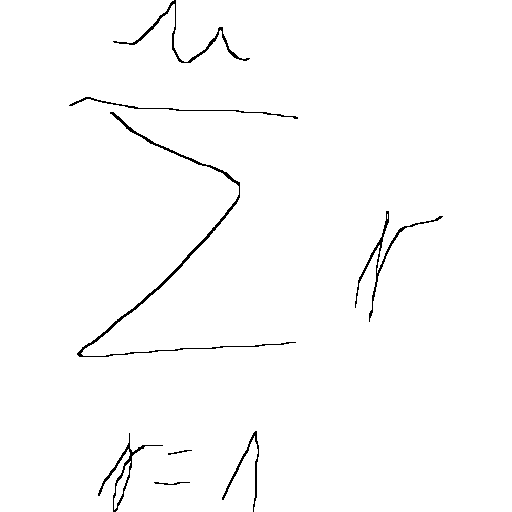 n
∑ r
r = 1